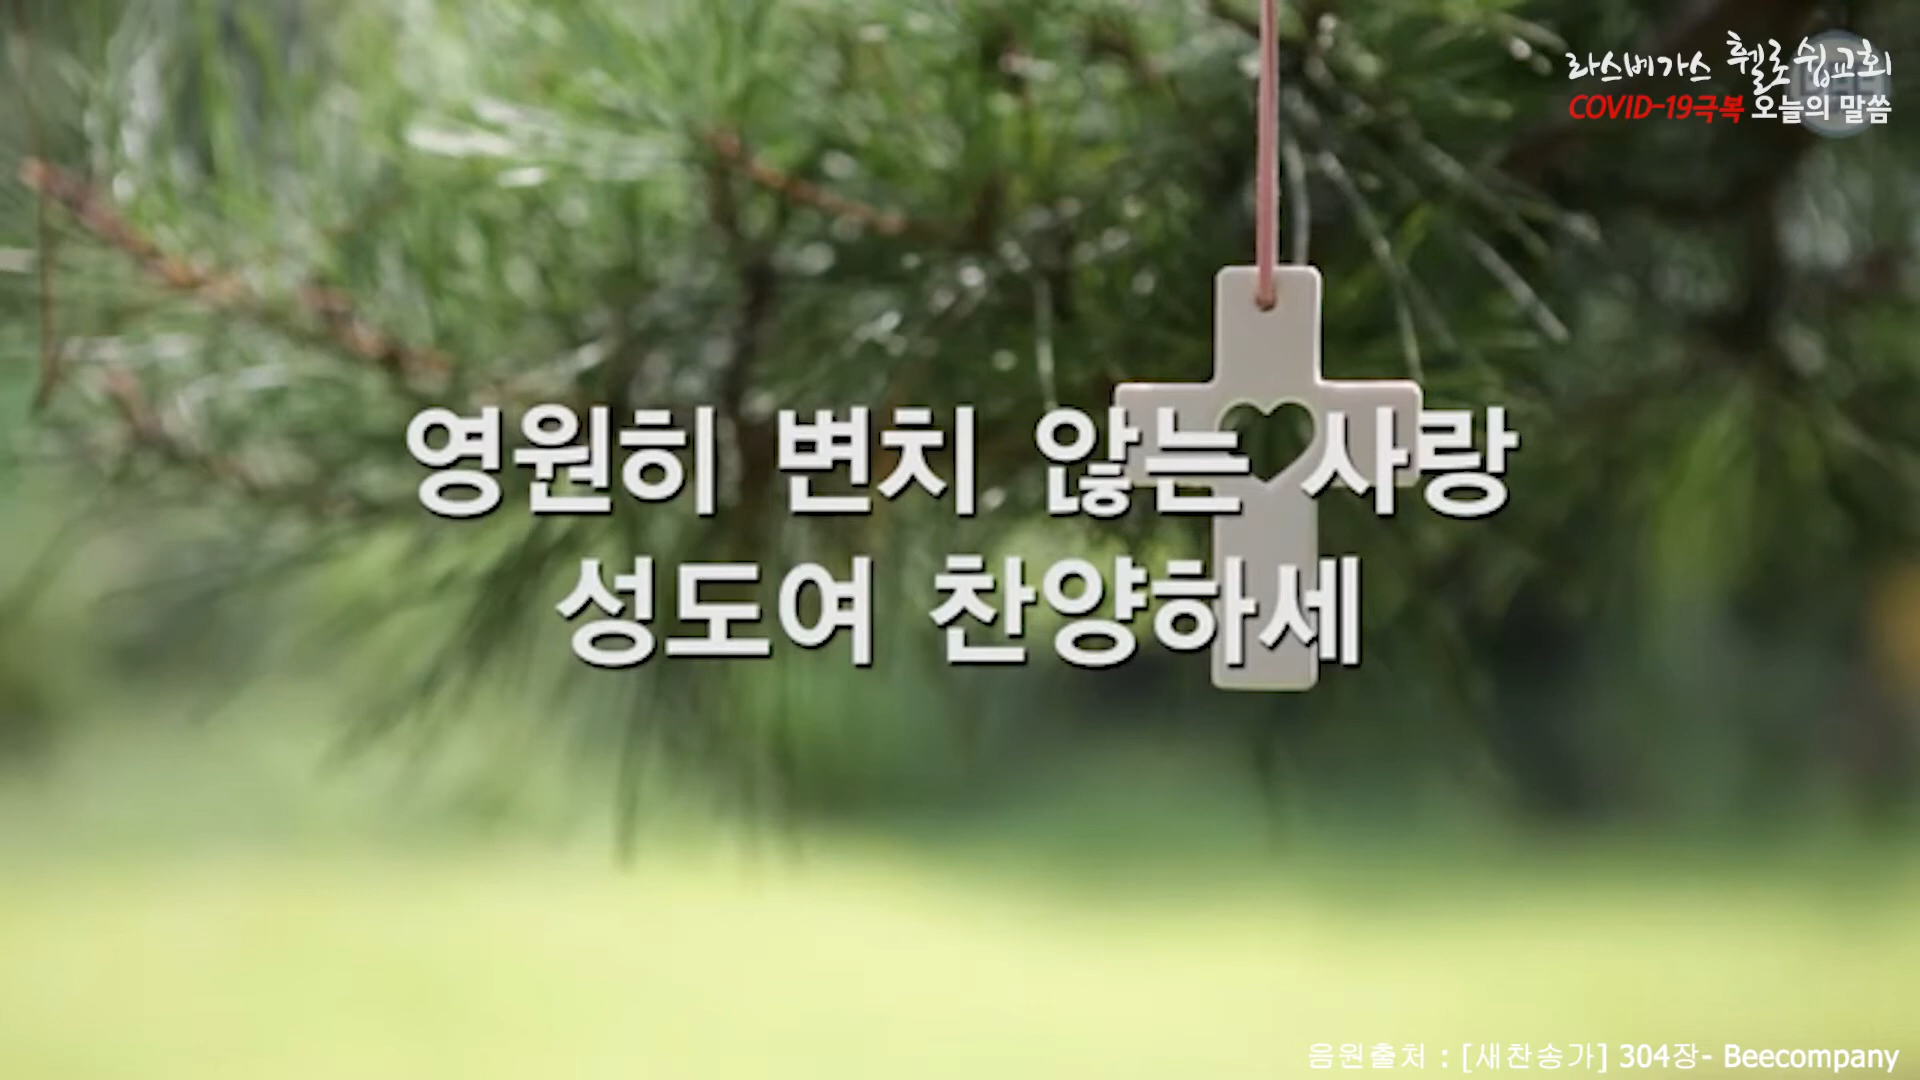 라스베가스 휄로쉽교회
COVID-19극복 오늘의 말씀
영원히 변치 않는 사랑
성도여 찬양하세
음원출처 : [새찬송가] 304장- Beecompany